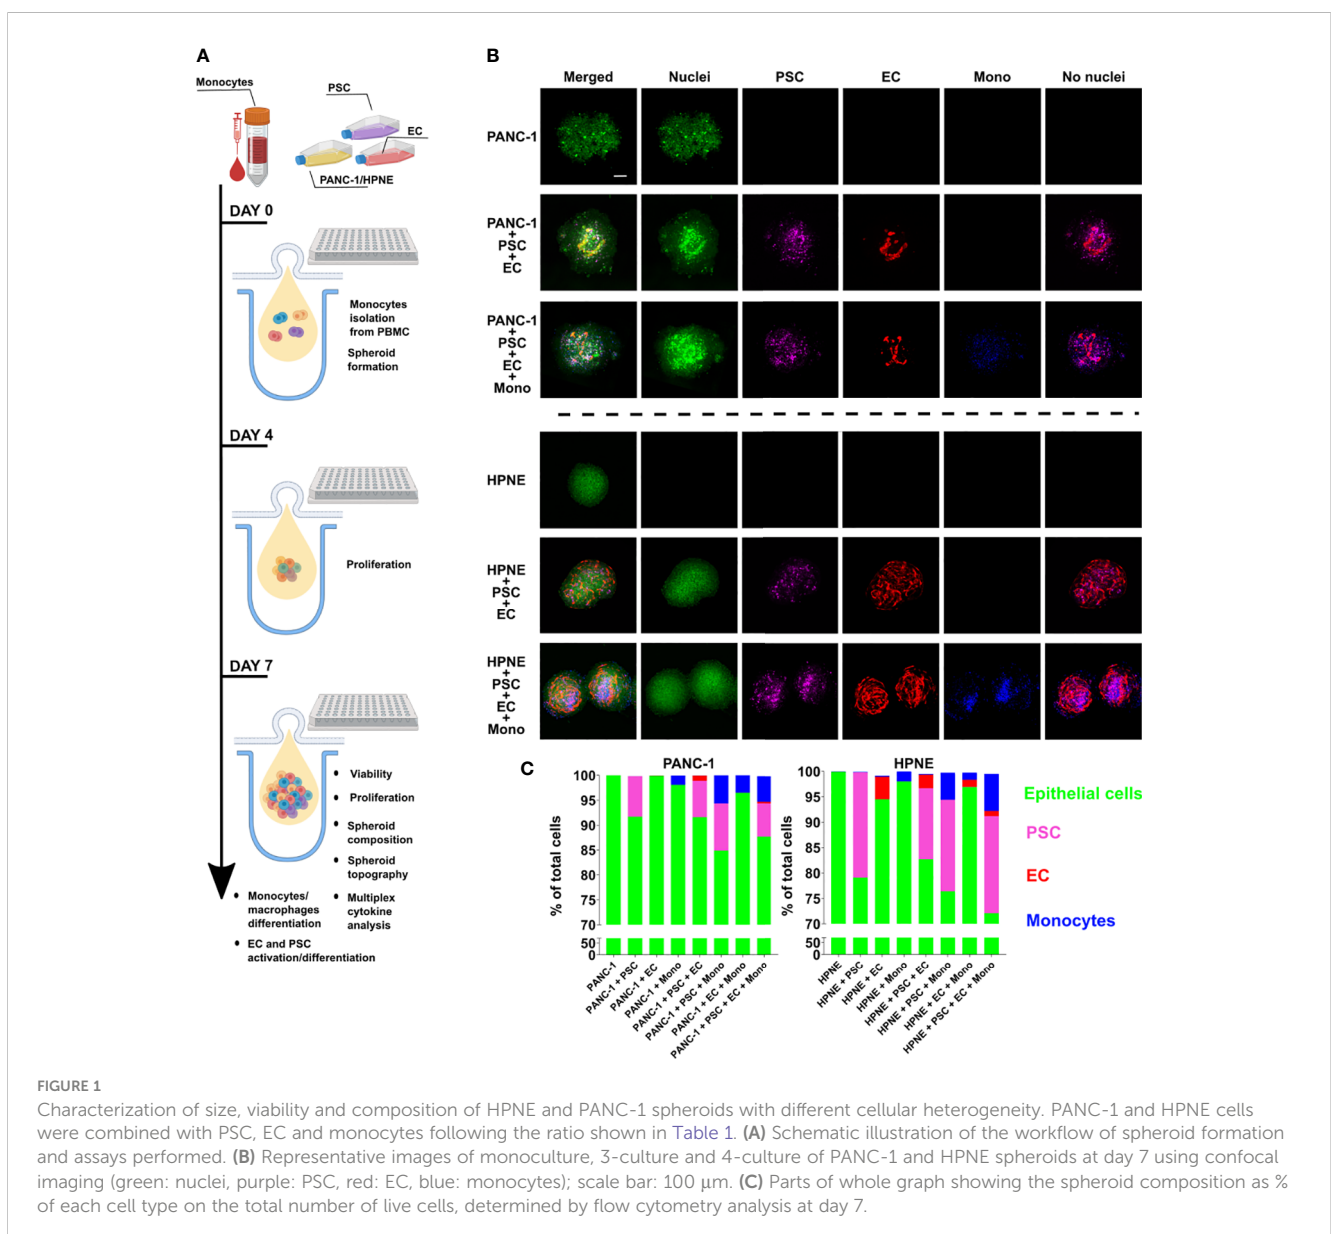 A
Monocytes
PSC
EC
PANC-1/HPNE
DAY 0
Monocytes
isolation
from PBMC
Spheroid
formation
DAY 4
Proliferation
DAY 7
Viability
Proliferation
Spheroid
composition
Spheroid
topography
Monocytes/
macrophages
differentiation
Multiplex
cytokine
analysis
EC and PSC
activation/differentiation
B
Merged Nuclei PSC EC Mono No nuclei
PANC-1
PANC-1
+
PSC
+
EC
PANC-1
+
PSC
+
EC
+
Mono
HPNE
HPNE
+
PSC
+
EC
HPNE
+
PSC
+
EC
+
Mono
C
PANC-1
% of total cells
100
95
90
85
80
75
70
50
0
PANC-1
PANC-1 + PSC
PANC-1 + EC
PANC-1 + Mono
PANC-1 + PSC + EC
PANC-1 + PSC + Mono
PANC-1 + EC + Mono
PANC-1 + PSC + EC + Mono
HPNE
% of total cells
100
95
90
85
80
75
70
50
0
HPNE
HPNE + PSC
HPNE + EC
HPNE + Mono
HPNE + PSC + EC
HPNE + PSC + Mono
HPNE + EC + Mono
HPNE + PSC + EC + Mono
Epithelial cells
PSC
EC
Monocytes
FIGURE 1
Characterization of size, viability and composition of HPNE and PANC-1 spheroids with different cellular heterogeneity. PANC-1 and HPNE cells
were combined with PSC, EC and monocytes following the ratio shown in Table 1. (A) Schematic illustration of the workflow of spheroid formation
and assays performed. (B) Representative images of monoculture, 3-culture and 4-culture of PANC-1 and HPNE spheroids at day 7 using confocal
imaging (green: nuclei, purple: PSC, red: EC, blue: monocytes); scale bar: 100 μm. (C) Parts of whole graph showing the spheroid composition as %
of each cell type on the total number of live cells, determined by flow cytometry analysis at day 7.